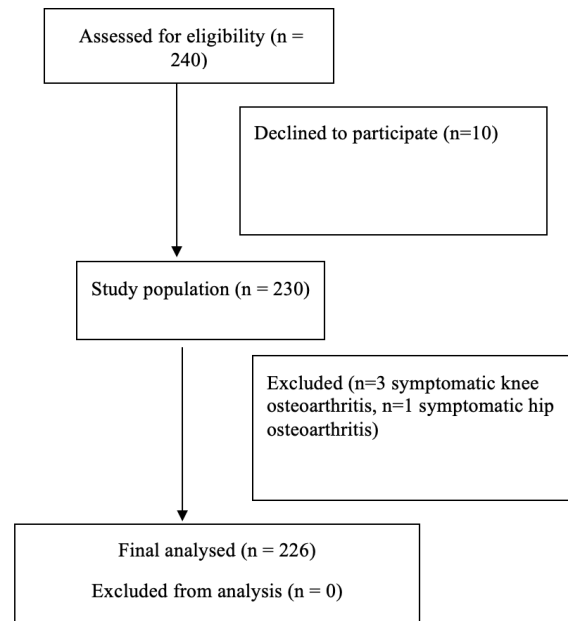 Assessed for eligibility (n =
240)
Declined to participate (n=10)
Study population (n = 230)
Excluded (n=3 symptomatic knee
osteoarthritis, n=1 symptomatic hip
osteoarthritis)
Final analysed (n = 226)
Excluded from analysis (n = 0)